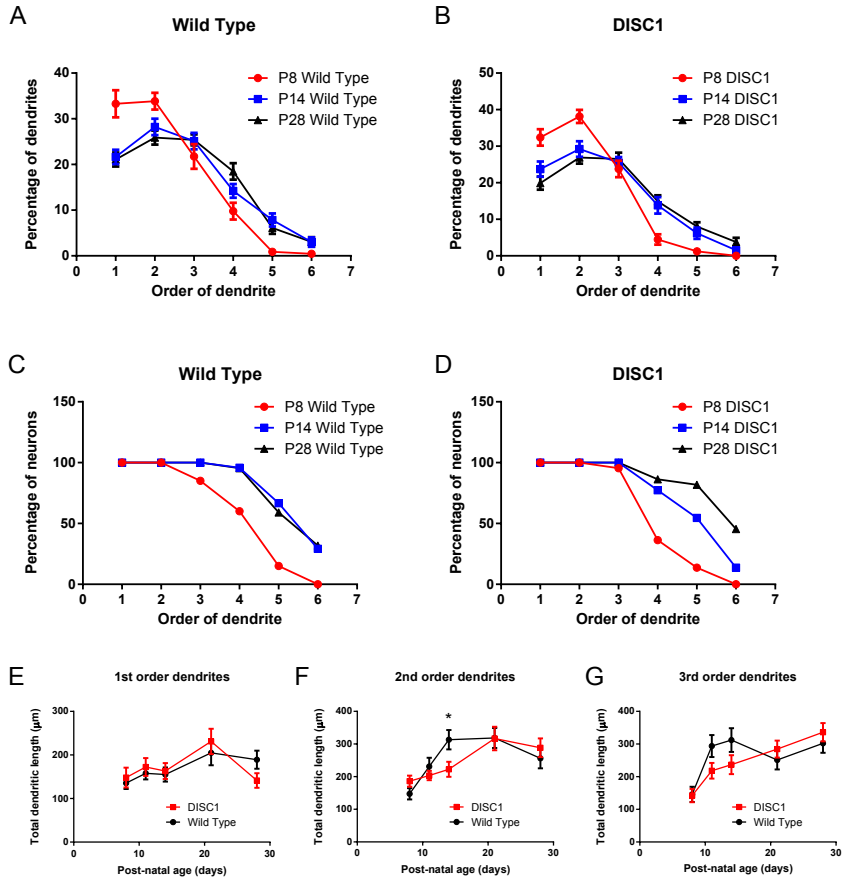 A
Wild Type
Percentage of dendrites
40
30
20
10
0
0 1 2 3 4 5 6 7
Order of dendrite
P8 Wild Type
P14 Wild Type
P28 Wild Type
B
DISC1
Percentage of dendrites
50
40
30
20
10
0
0 1 2 3 4 5 6 7
Order of dendrite
P8 DISC1
P14 DISC1
P28 DISC1
C
Wild Type
Percentage of neurons
150
100
50
0
0 1 2 3 4 5 6 7
Order of dendrite
P8 Wild Type
P14 Wild Type
P28 Wild Type
D
DISC1
Percentage of neurons
150
100
50
0
0 1 2 3 4 5 6 7
Order of dendrite
P8 DISC1
P14 DISC1
P28 DISC1
E
1st order dendrites
Total dendritic length (µm)
300
200
100
0
0 10 20 30
Post-natal age (days)
DISC1
Wild Type
F
2nd order dendrites
Total dendritic length (µm)
400
300
200
100
0
*
0 10 20 30
Post-natal age (days)
DISC1
Wild Type
G
3rd order dendrites
Total dendritic length (µm)
400
300
200
100
0
0 10 20 30
Post-natal age (days)
DISC1
Wild Type